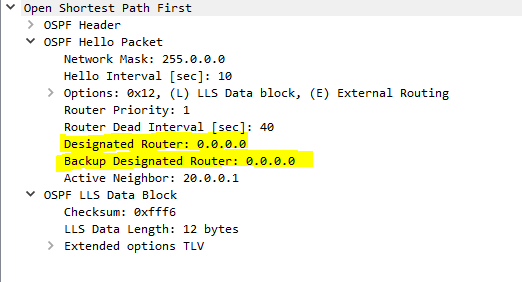 Open Shortest Path First
OSPF Header
OSPF Hello Packet
Network Mask: 255.0.0.0
Hello Interval [sec]: 10
Options: 0x12, (L) LLS Data block, (E) External Routing
Router Priority: 1
Router Dead Interval [sec]: 40
Designated Router: 0.0.0.0
Backup Designated Router: 0.0.0.0
Active Neighbor: 20.0.0.1
OSPF LLS Data Block
Checksum: 0xfff6
LLS Data Length: 12 bytes
Extended options TLV